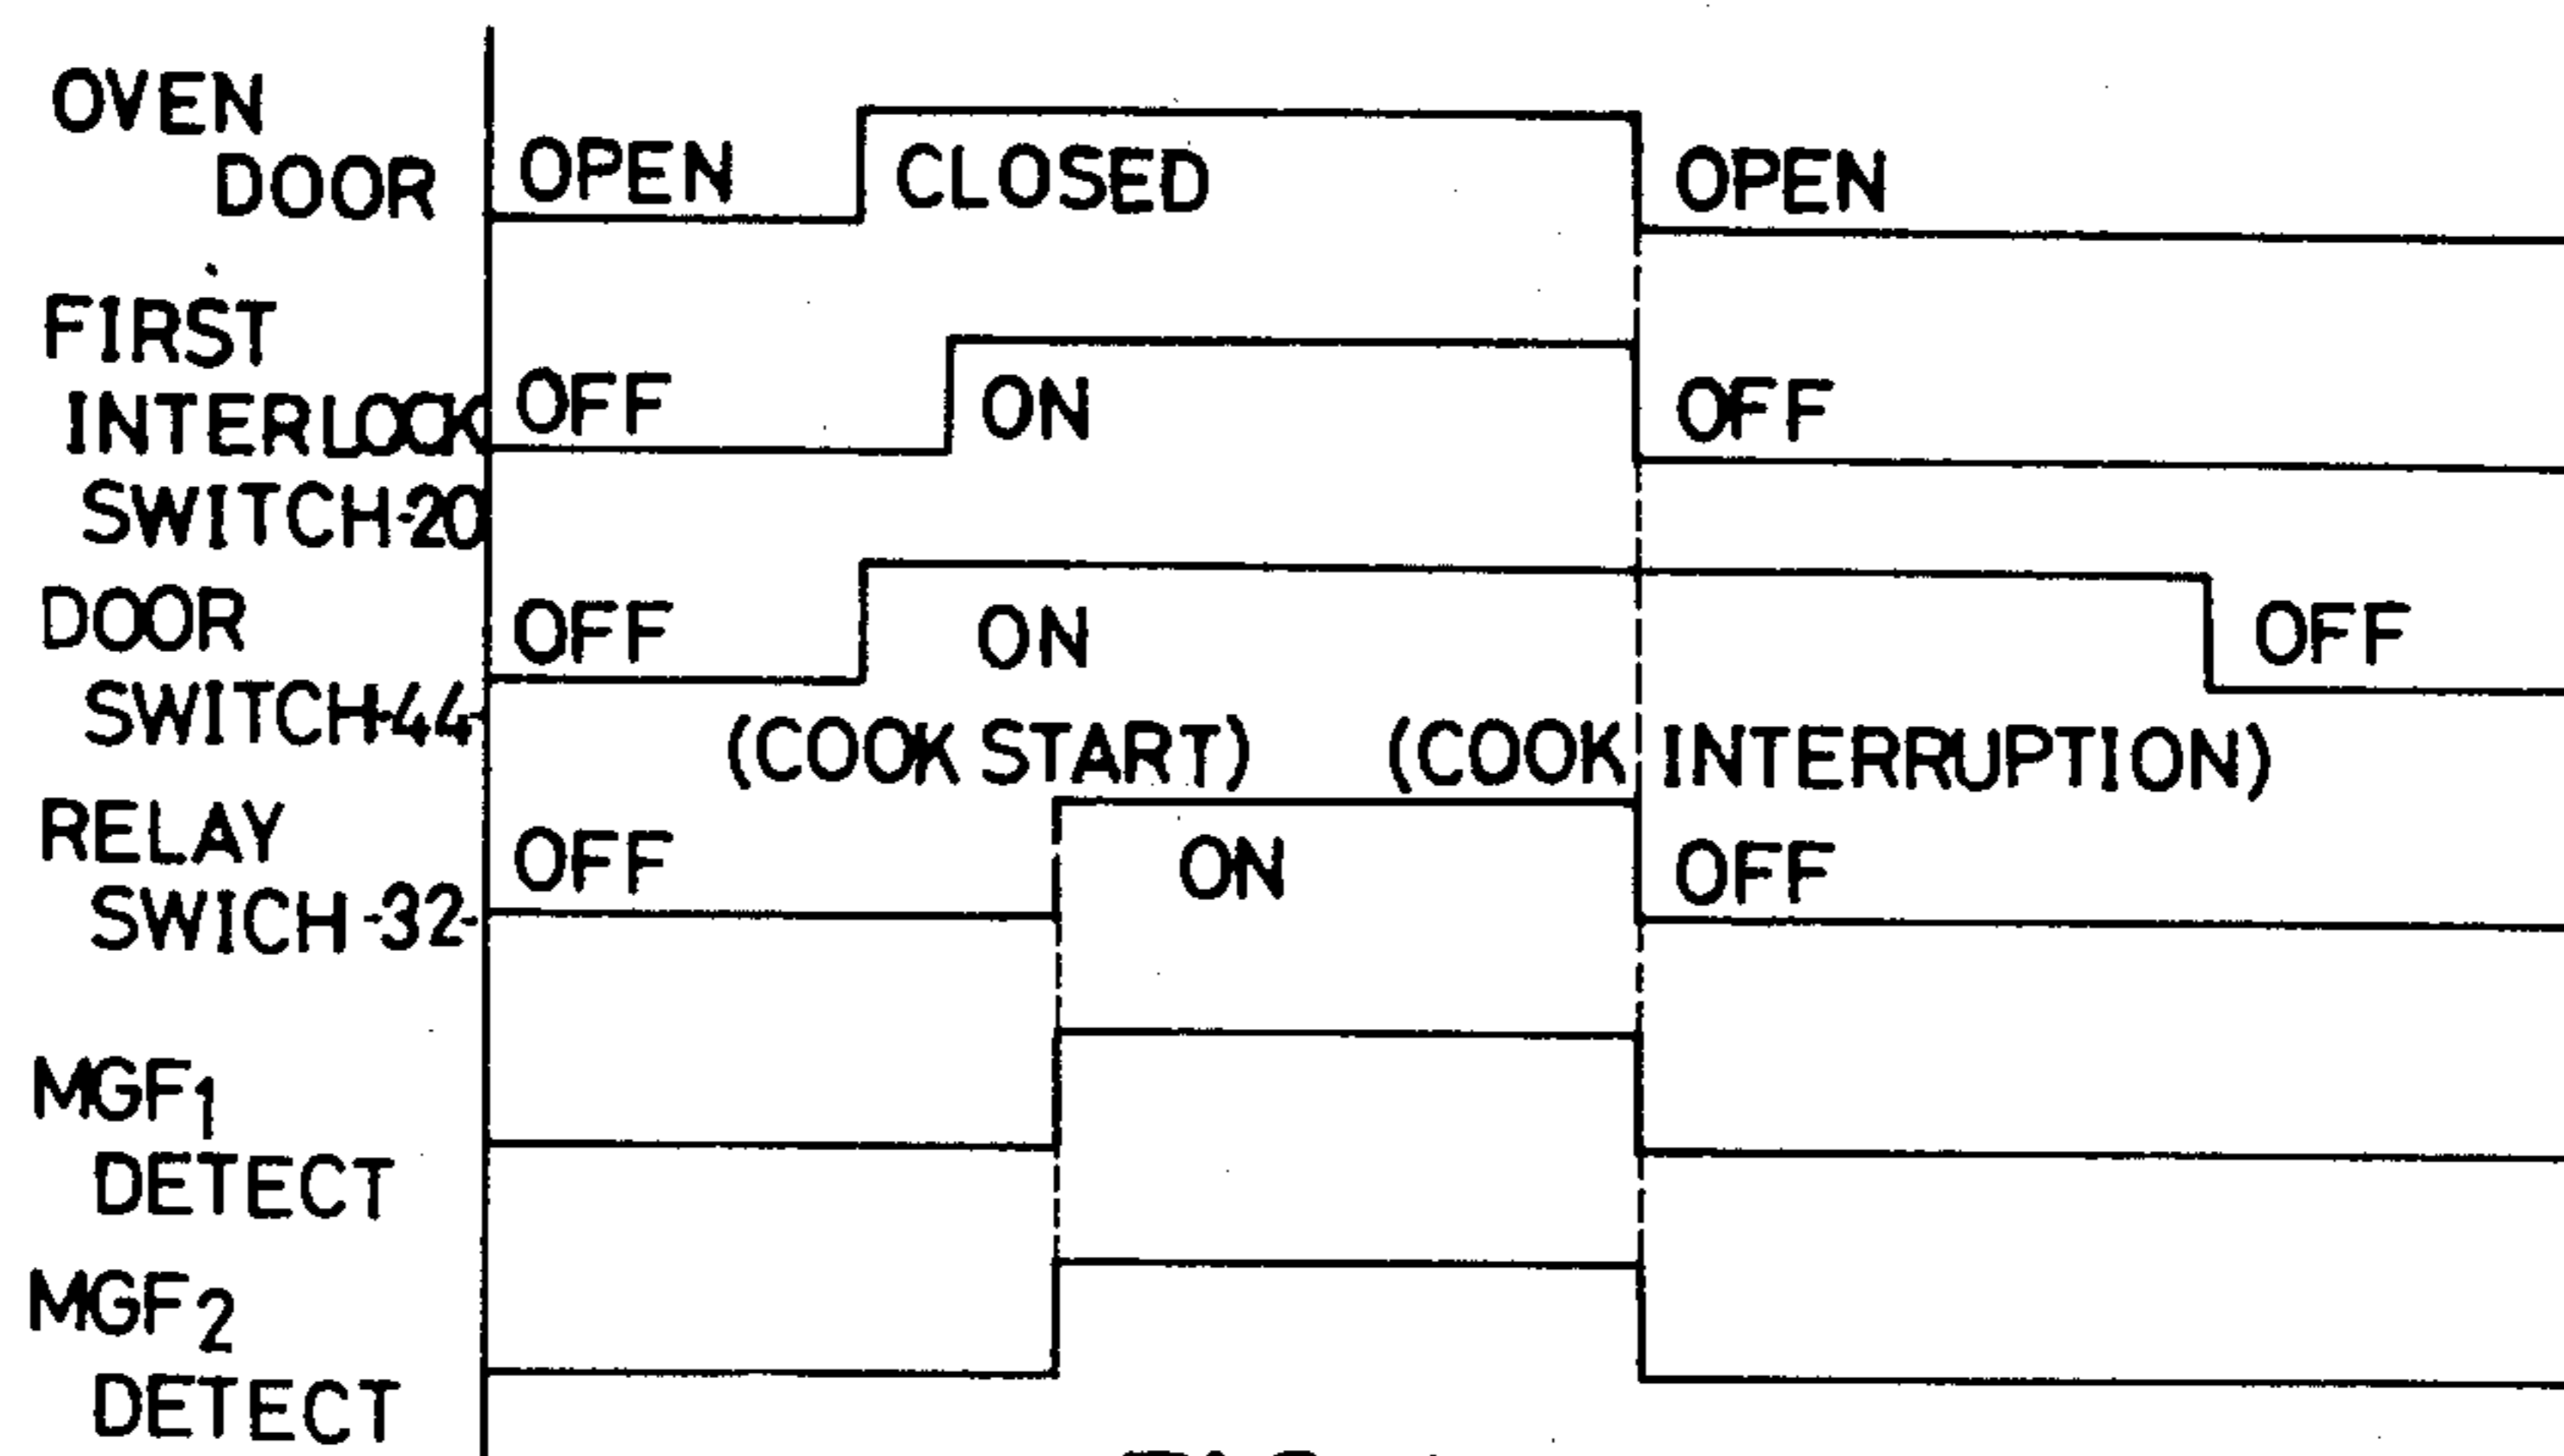 OVEN
DOOR
OPEN
CLOSED
OPEN
FIRST
INTERLOCK
SWITCH-20
OFF
ON
OFF
DOOR
SWITCH-44-
OFF
ON
OFF
(COOK START)
(COOK INTERRUPTION)
RELAY
SWICH-32-
OFF
ON
OFF
MGF1
DETECT
MGF2
DETECT